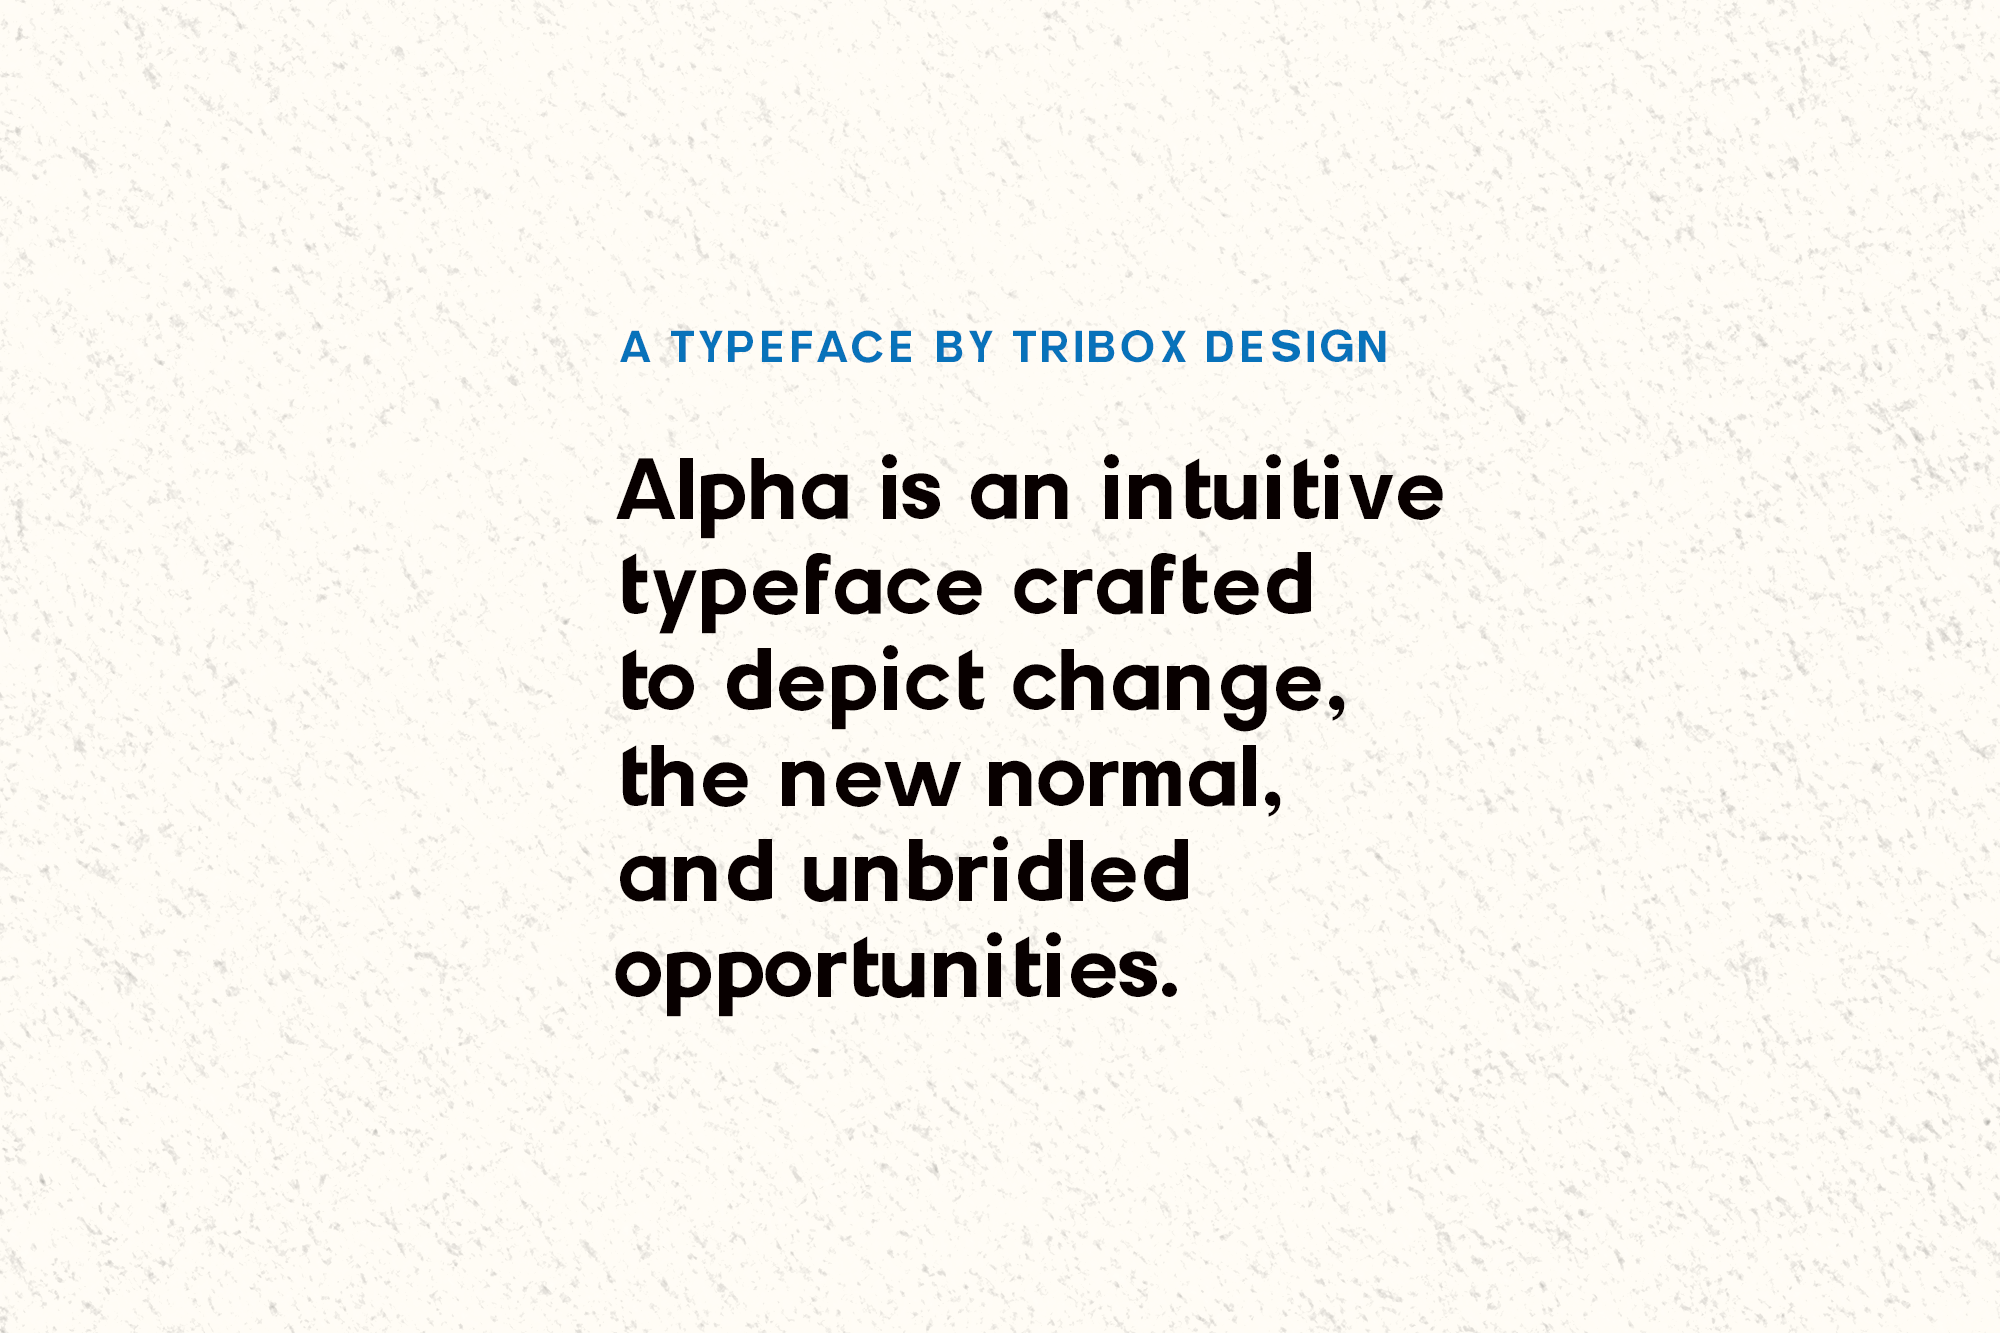 A TYPEFACE BY TRIBOX DESIGN
Alpha is an intuitive
typeface crafted
to depict change,
the new normal,
and unbridled
opportunities.